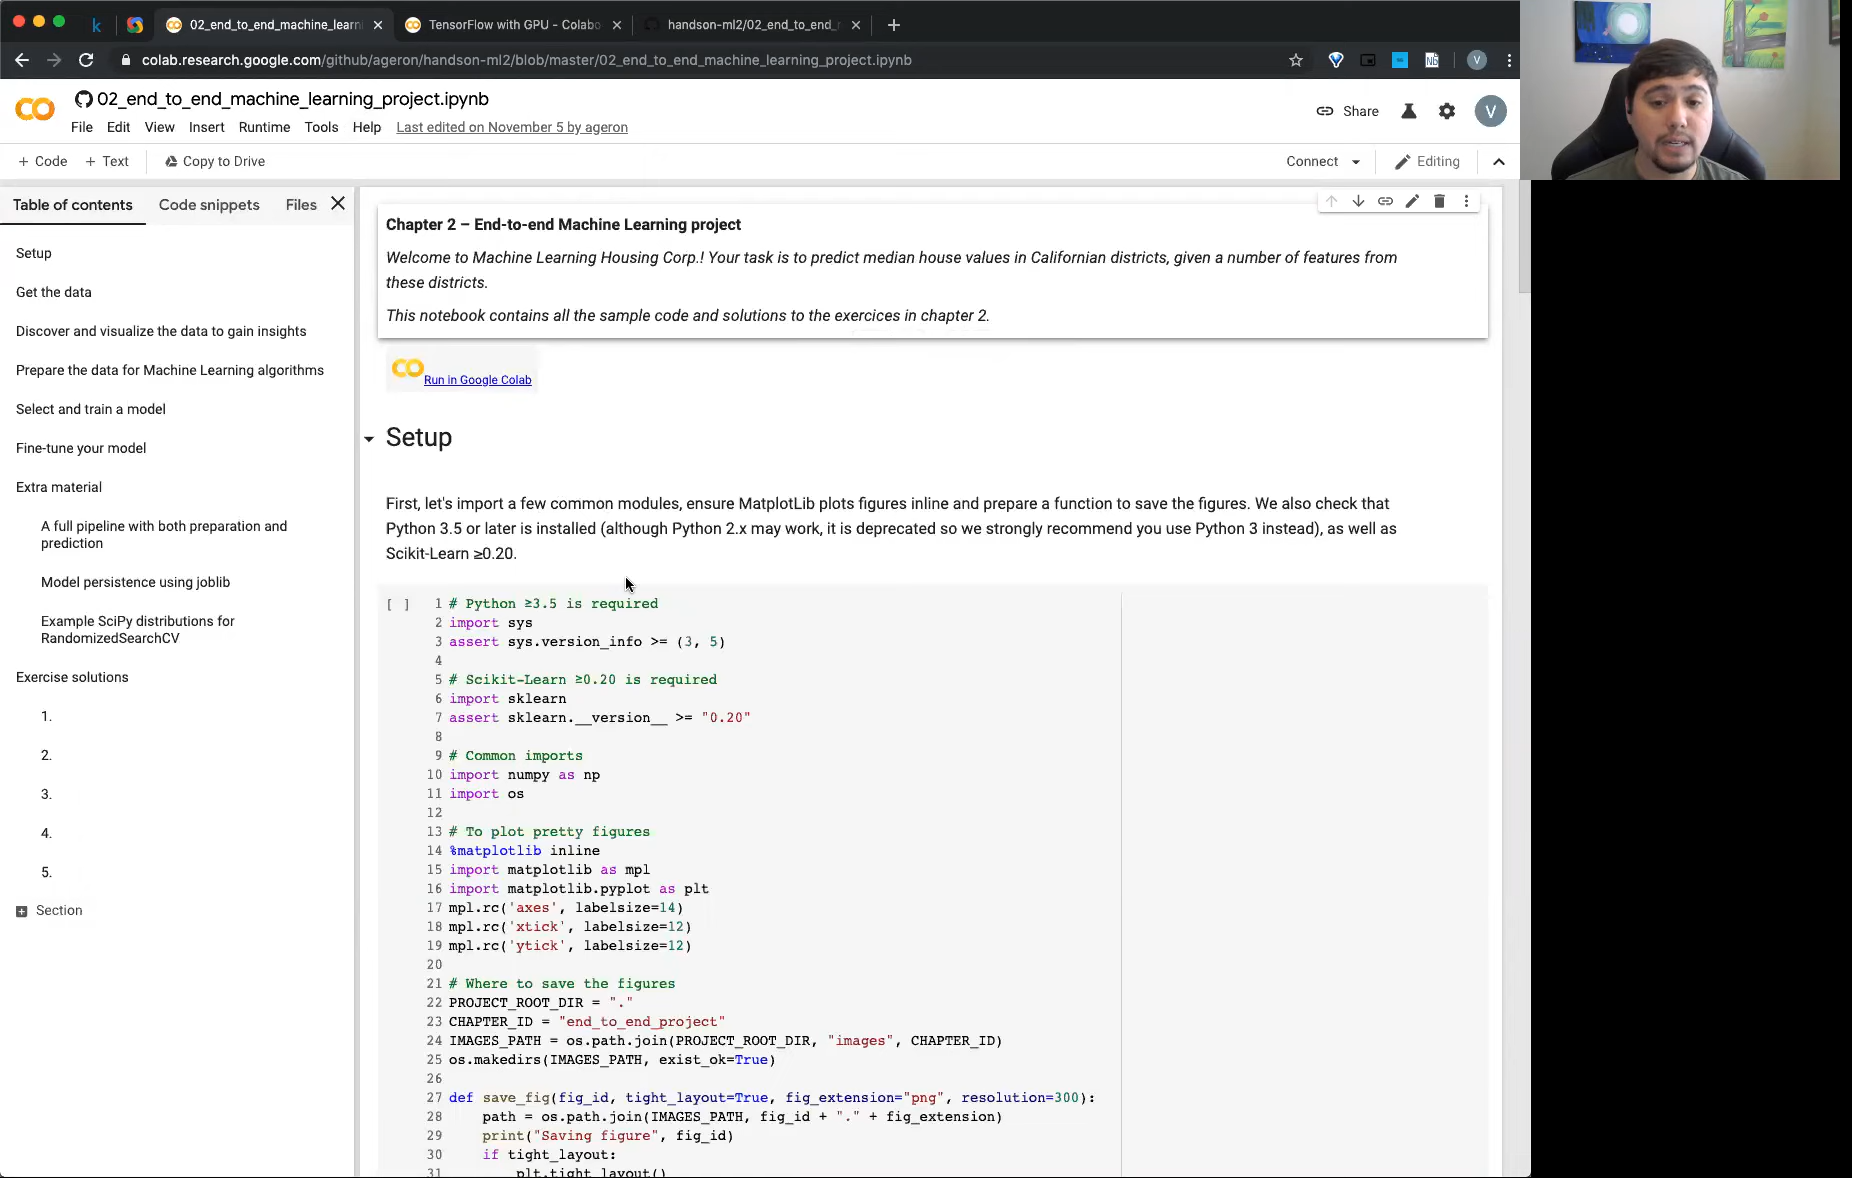 02_end_to_end_machine_learni
TensorFlow with GPU - Colabo
handson-ml2/02_end_to_end_
colab.research.google.com/github/ageron/handson-ml2/blob/master/02_end_to_end_machine_learning_project.ipynb
V
02_end_to_end_machine_learning_project.ipynb
File Edit View Insert Runtime Tools Help Last edited on November 5 by ageron
Share
V
+ Code + Text Copy to Drive
Connect Editing
Table of contents Code snippets Files
Setup
Get the data
Discover and visualize the data to gain insights
Prepare the data for Machine Learning algorithms
Select and train a model
Fine-tune your model
Extra material
A full pipeline with both preparation and
prediction
Model persistence using joblib
Example SciPy distributions for
RandomizedSearchCV
Exercise solutions
1.
2.
3.
4.
5.
Section
Chapter 2 – End-to-end Machine Learning project
Welcome to Machine Learning Housing Corp.! Your task is to predict median house values in Californian districts, given a number of features from
these districts.
This notebook contains all the sample code and solutions to the exercices in chapter 2.
Run in Google Colab
Setup
First, let's import a few common modules, ensure MatplotLib plots figures inline and prepare a function to save the figures. We also check that
Python 3.5 or later is installed (although Python 2.x may work, it is deprecated so we strongly recommend you use Python 3 instead), as well as
Scikit-Learn ≥0.20.
[ ] 1 # Python ≥3.5 is required
2 import sys
3 assert sys.version_info >= (3, 5)
4
5 # Scikit-Learn ≥0.20 is required
6 import sklearn
7 assert sklearn.__version__ >= "0.20"
8
9 # Common imports
10 import numpy as np
11 import os
12
13 # To plot pretty figures
14 %matplotlib inline
15 import matplotlib as mpl
16 import matplotlib.pyplot as plt
17 mpl.rc('axes', labelsize=14)
18 mpl.rc('xtick', labelsize=12)
19 mpl.rc('ytick', labelsize=12)
20
21 # Where to save the figures
22 PROJECT_ROOT_DIR = "."
23 CHAPTER_ID = "end_to_end_project"
24 IMAGES_PATH = os.path.join(PROJECT_ROOT_DIR, "images", CHAPTER_ID)
25 os.makedirs(IMAGES_PATH, exist_ok=True)
26
27 def save_fig(fig_id, tight_layout=True, fig_extension="png", resolution=300):
28 path = os.path.join(IMAGES_PATH, fig_id + "." + fig_extension)
29 print("Saving figure", fig_id)
30 if tight_layout:
31 plt.tight_layout()